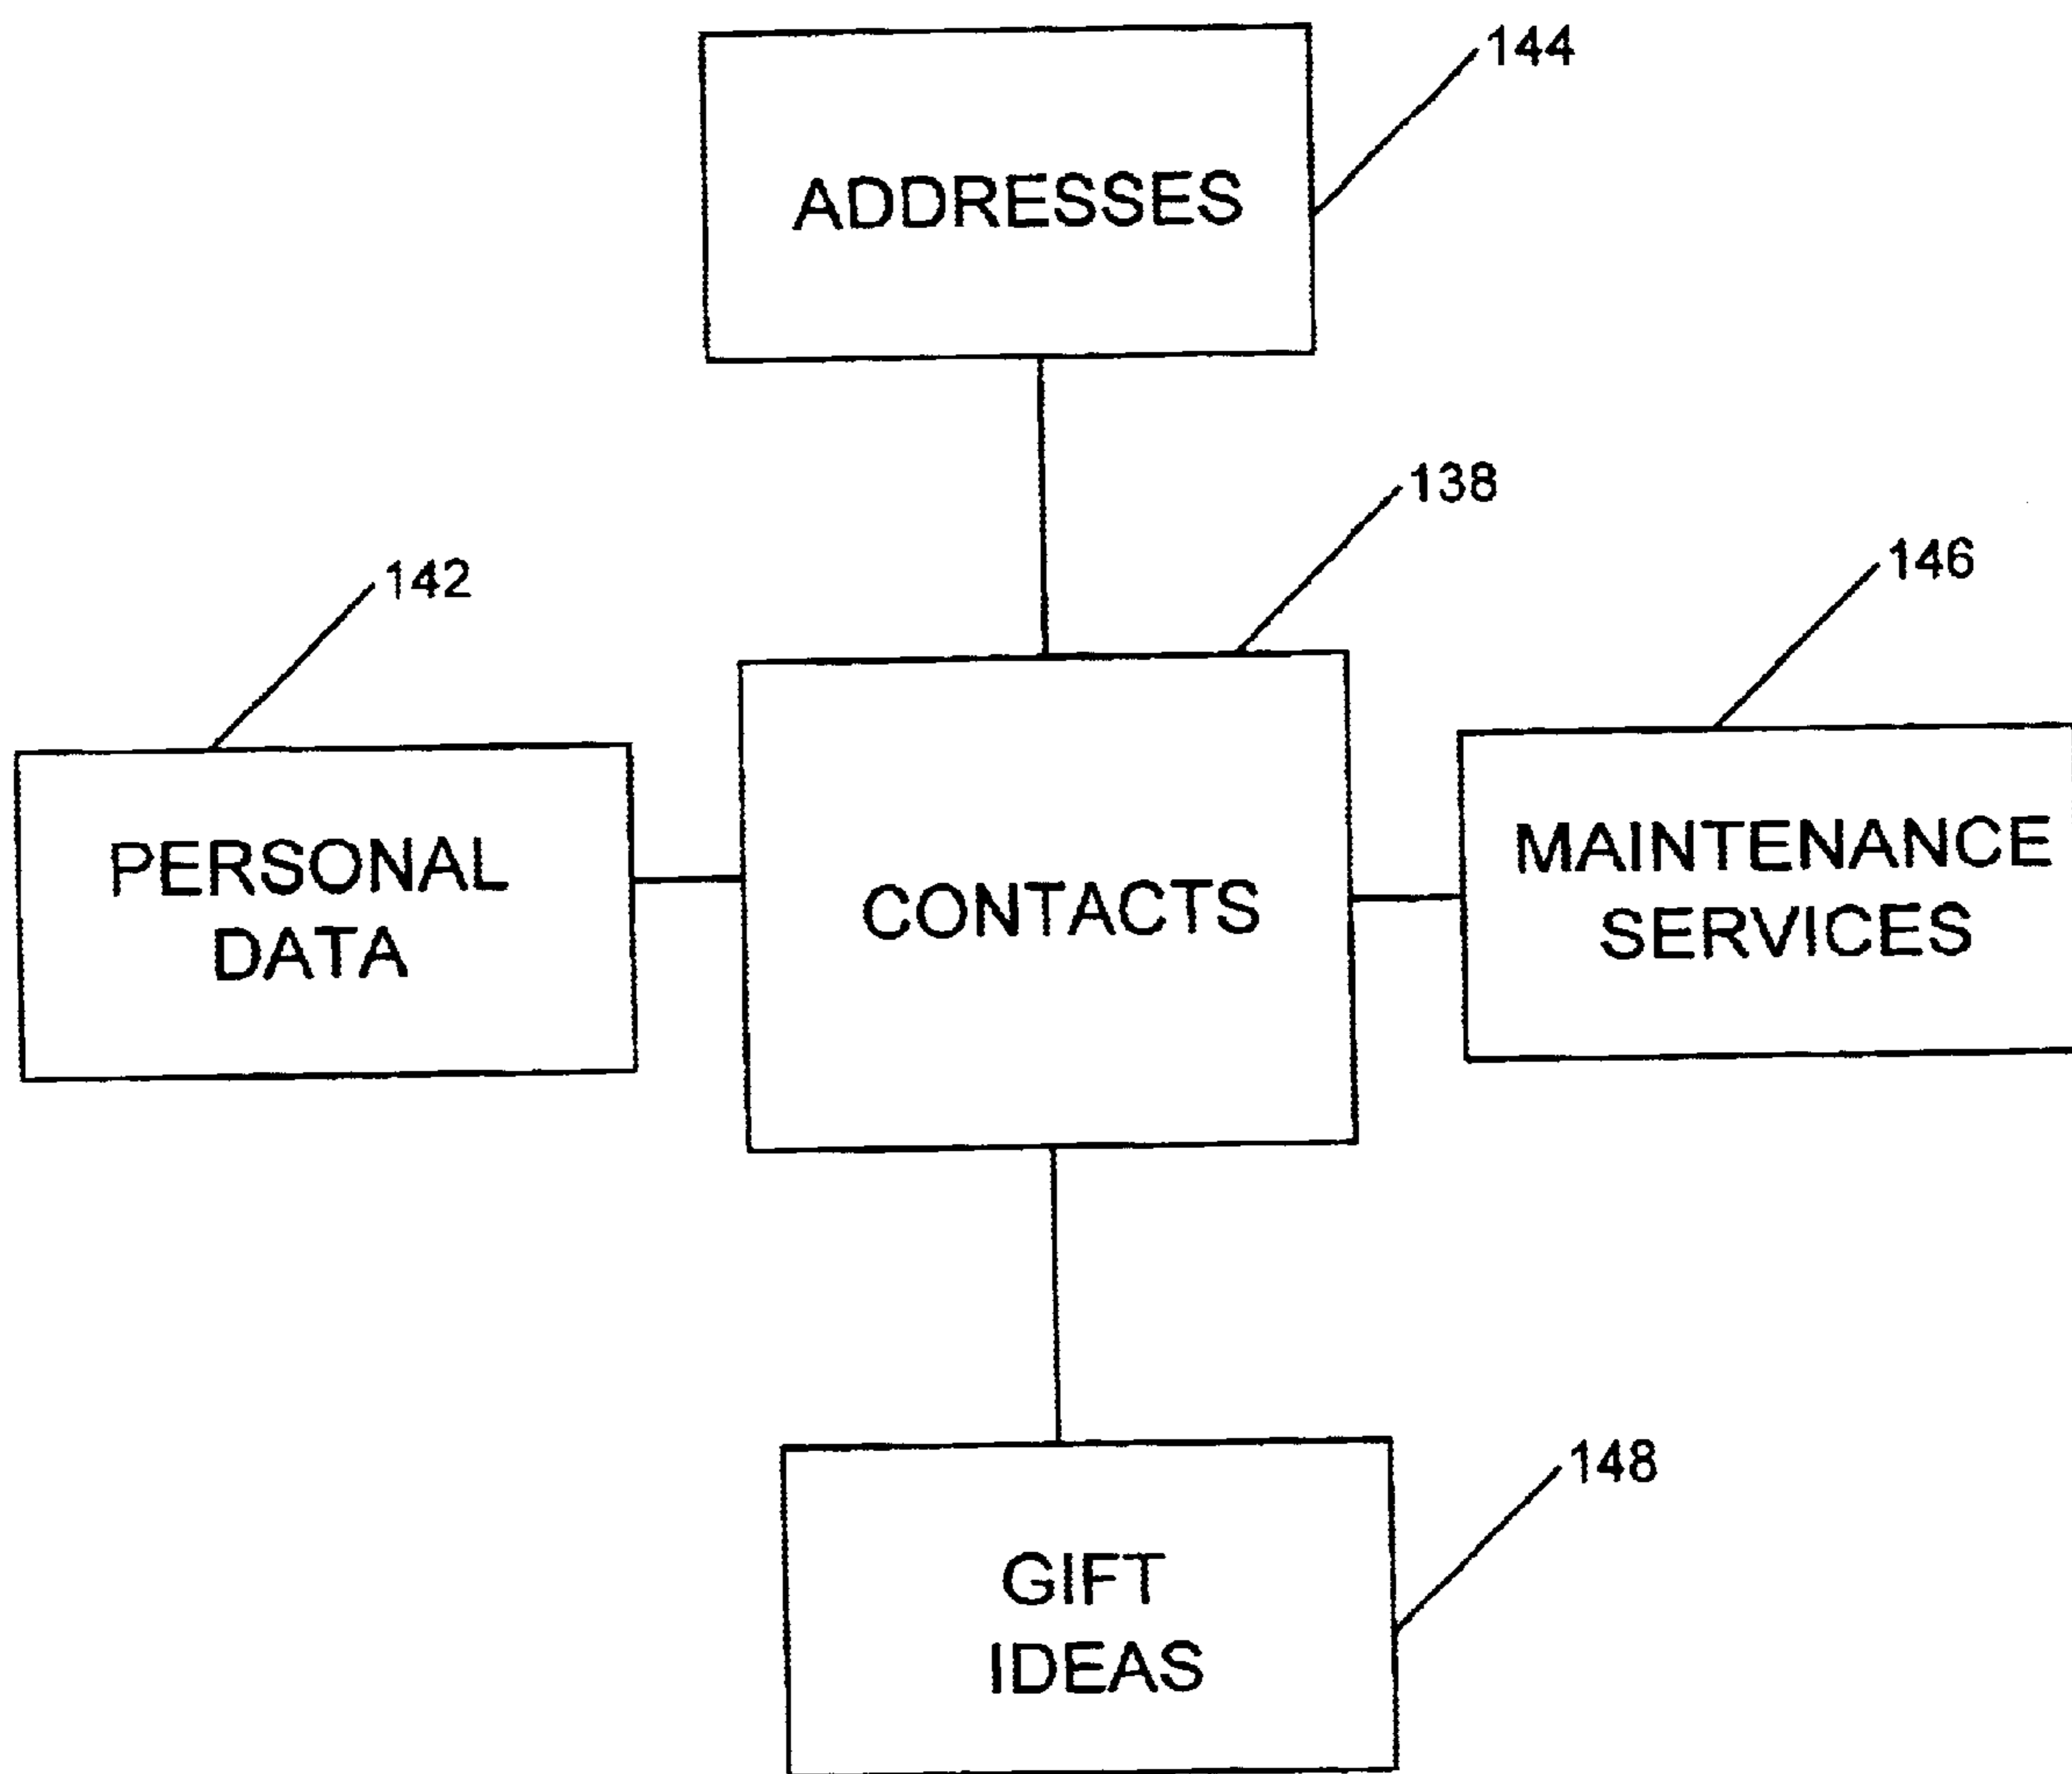 144
ADDRESSES
138
146
142
PERSONAL
DATA
CONTACTS
MAINTENANCE
SERVICES
148
GIFT
IDEAS